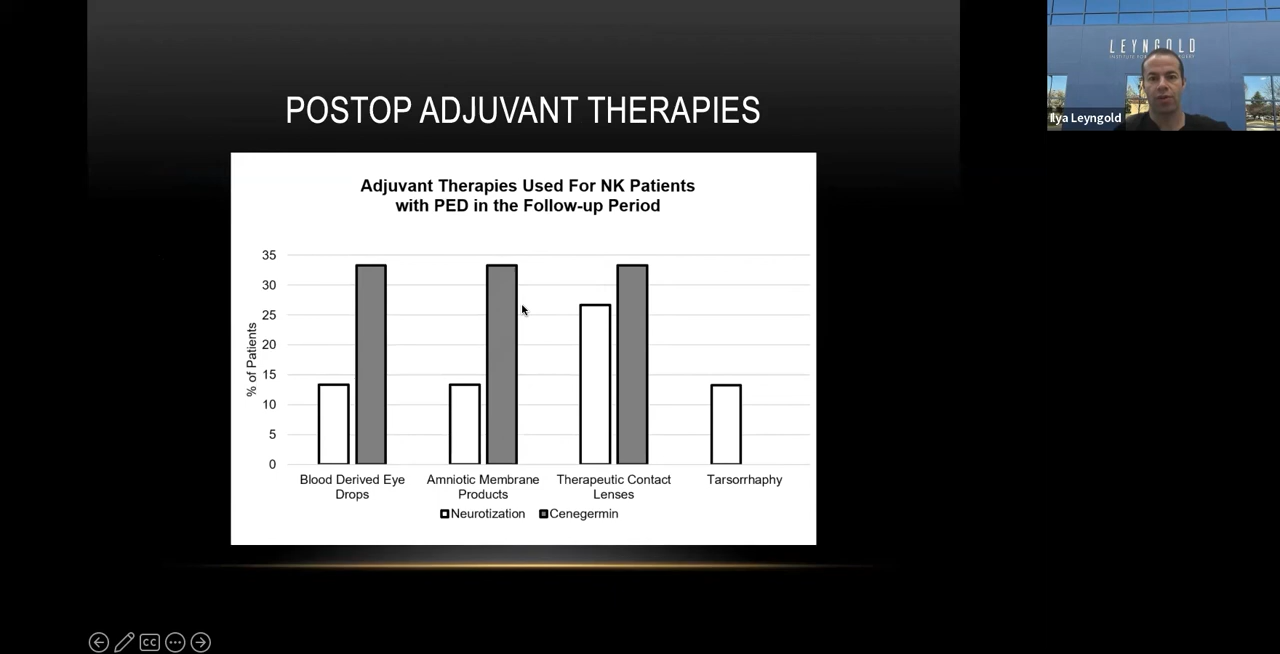 POSTOP ADJUVANT THERAPIES
Adjuvant Therapies Used For NK Patients
with PED in the Follow-up Period
35
30
25
20
15
10
5
0
% of Patients
Blood Derived Eye
Drops
Amniotic Membrane
Products
Therapeutic Contact
Lenses
Tarsorrhaphy
Neurotization
Cenegermin
LEYNGOLD
Ilya Leyngold
CC